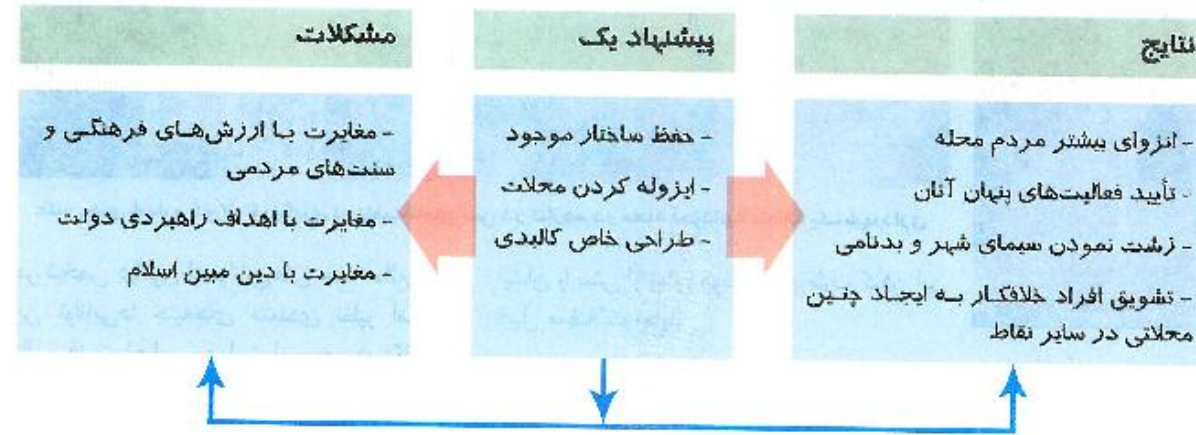 نتایج
- انزوای بیشتر مردم محله
- تأیید فعالیت‌های پنهان آنان
- زشت نمودن سیمای شهر و بدنامی
- تشویق افراد خلافکار به ایجاد چنین
محلاتی در سایر نقاط
پیشنهاد یک
- حفظ ساختار موجود
- ایزوله کردن محلات
- طراحی خاص کالبدی
مشکلات
- مغایرت با ارزش‌های فرهنگی و
سنت‌های مردمی
- مغایرت با اهداف راهبردی دولت
- مغایرت با دین مبین اسلام